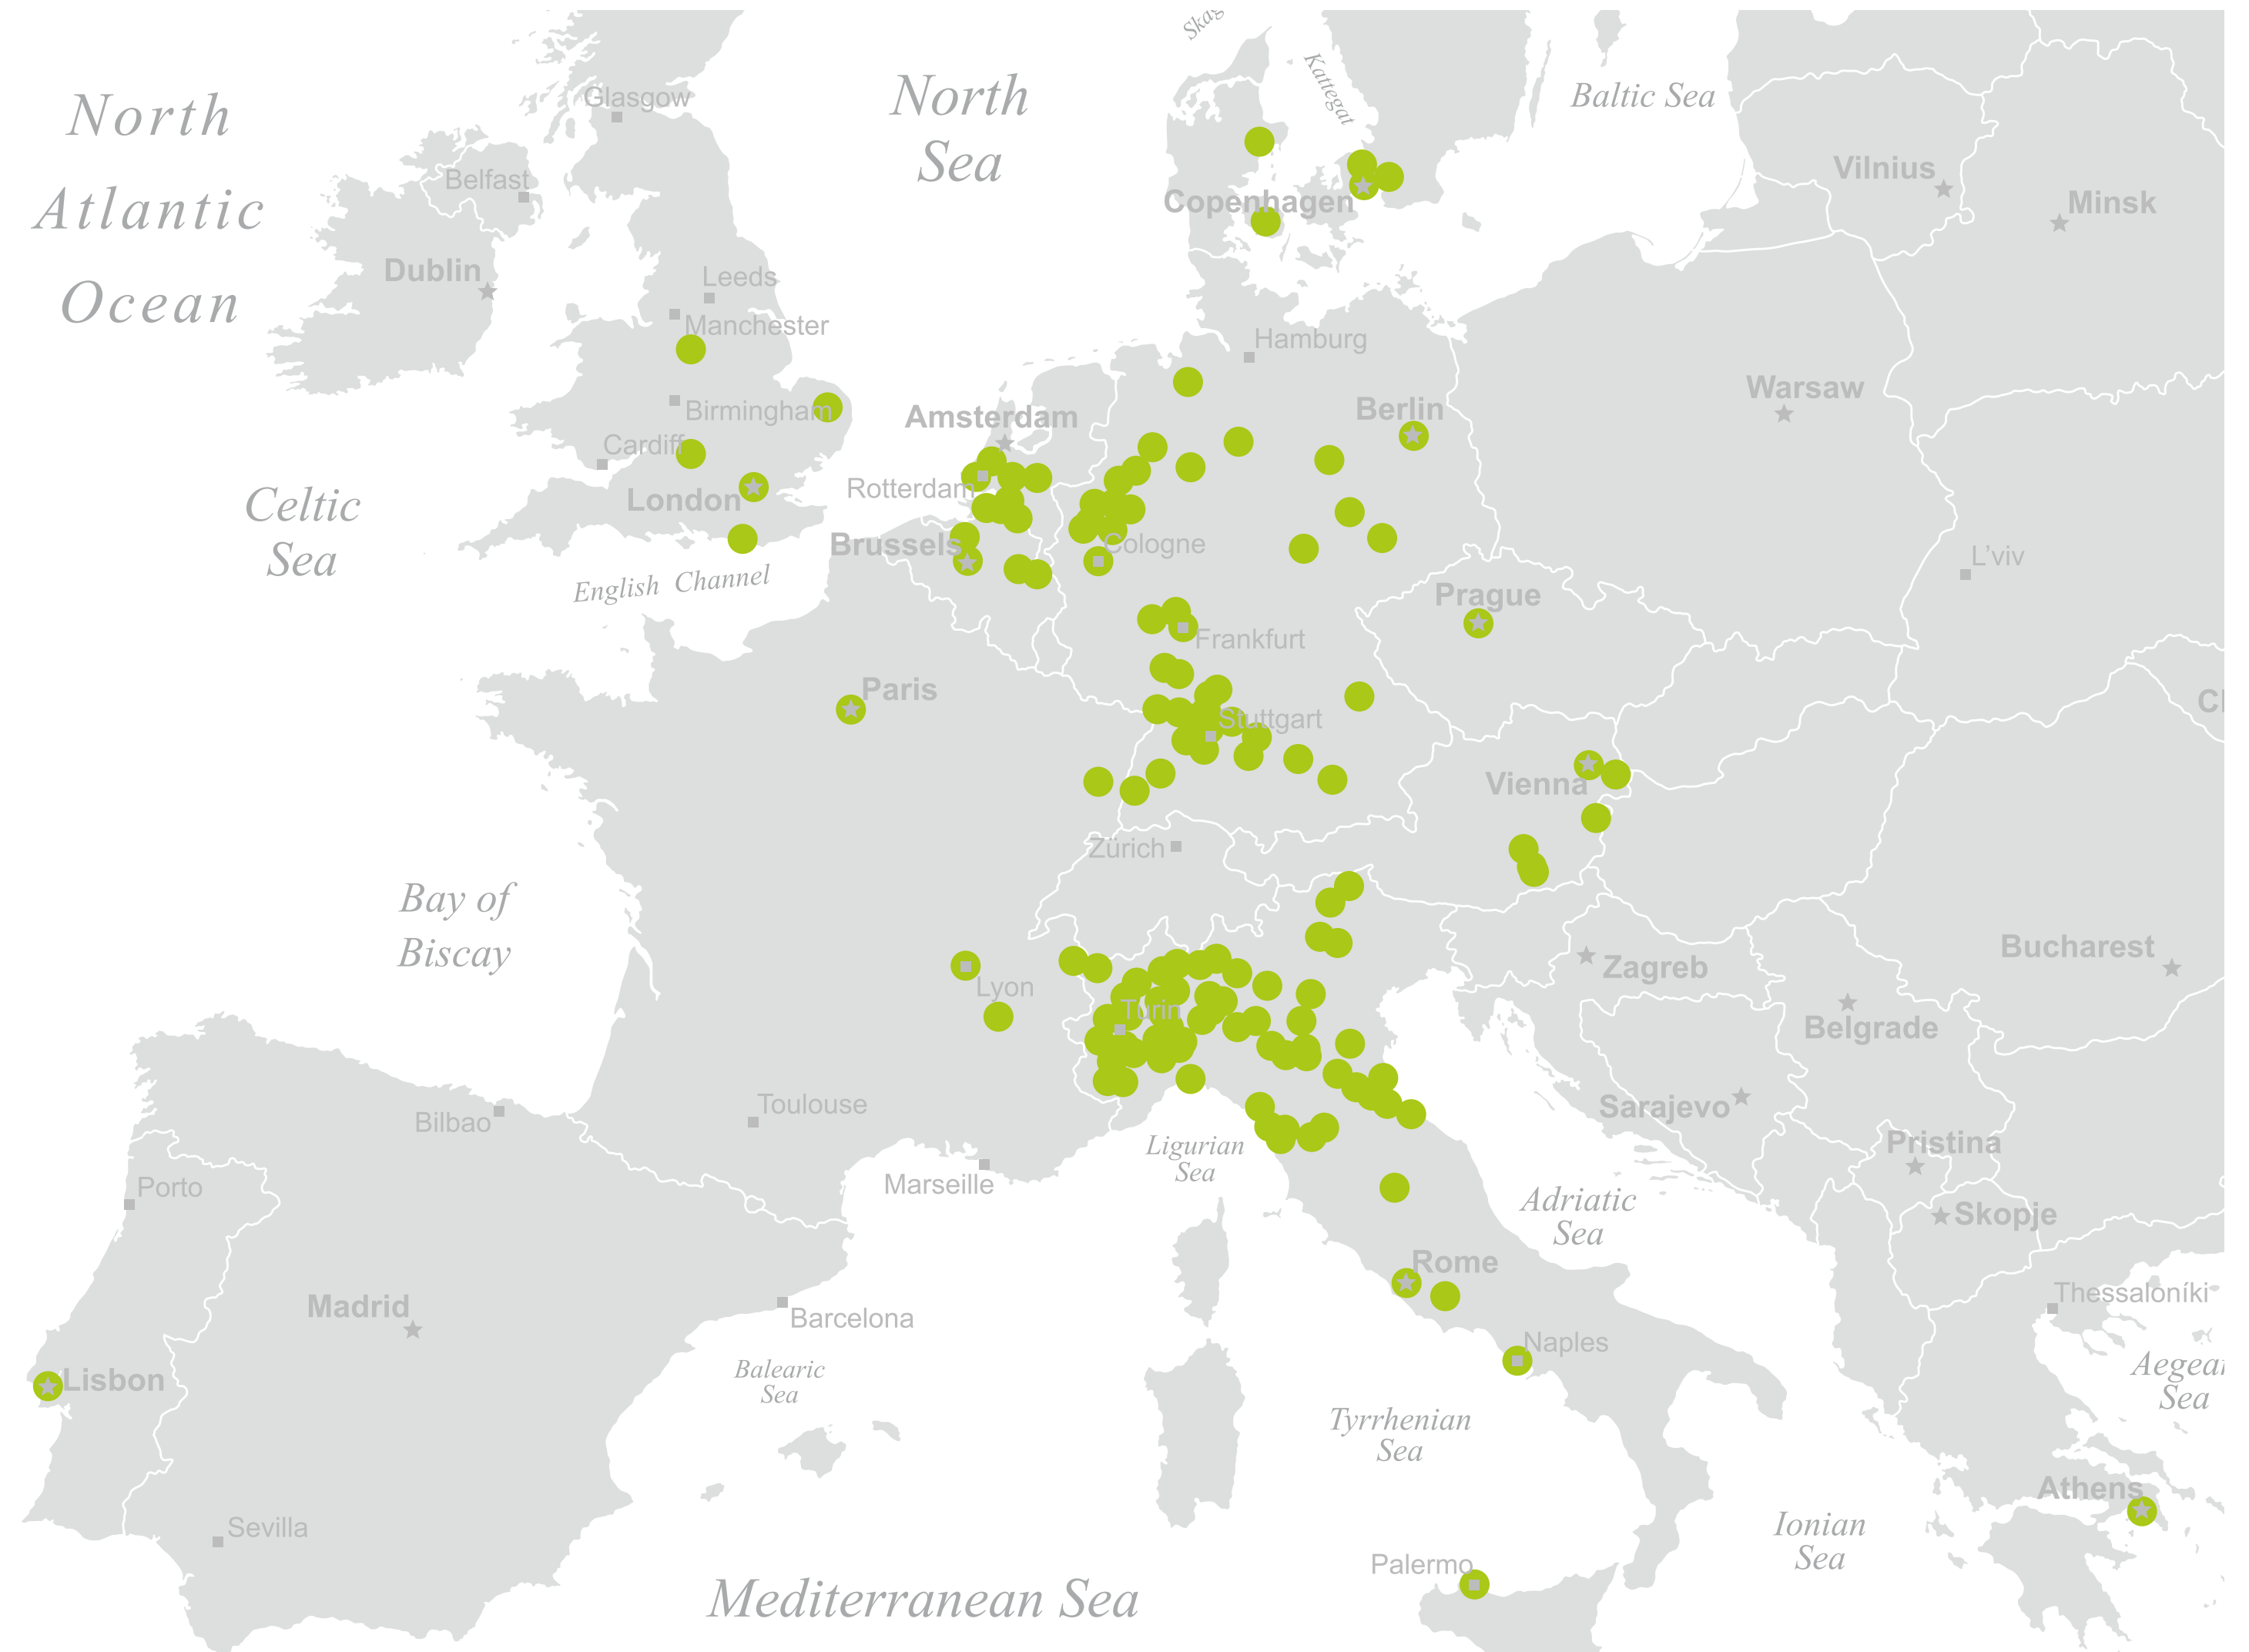 North
Atlantic
Ocean
North
Sea
Kattegat
Baltic Sea
Glasgow
Belfast
Dublin
Leeds
Manchester
Birmingham
Cardiff
London
Celtic
Sea
English Channel
Copenhagen
Vilnius
Minsk
Hamburg
Amsterdam
Berlin
Warsaw
Rotterdam
Brussels
Cologne
L'viv
Prague
Frankfurt
Paris
Stuttgart
Vienna
Zürich
Bay of
Biscay
Lyon
Turin
Zagreb
Bucharest
Belgrade
Sarajevo
Pristina
Skopje
Bilbao
Toulouse
Marseille
Ligurian
Sea
Adriatic
Sea
Porto
Madrid
Barcelona
Lisbon
Balearic
Sea
Rome
Naples
Thessaloníki
Tyrrhenian
Sea
Sea
Athens
Ionian
Sea
Sevilla
Palermo
Mediterranean Sea